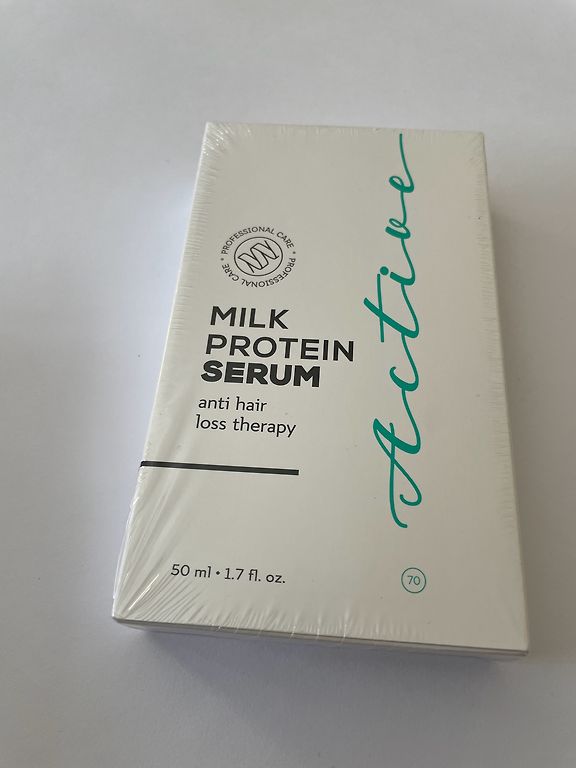 PROFESSIONAL CARE • PROFESSIONAL CARE •
MILK
PROTEIN
SERUM
anti hair
loss therapy
50 ml • 1.7 fl. oz.
Active
70